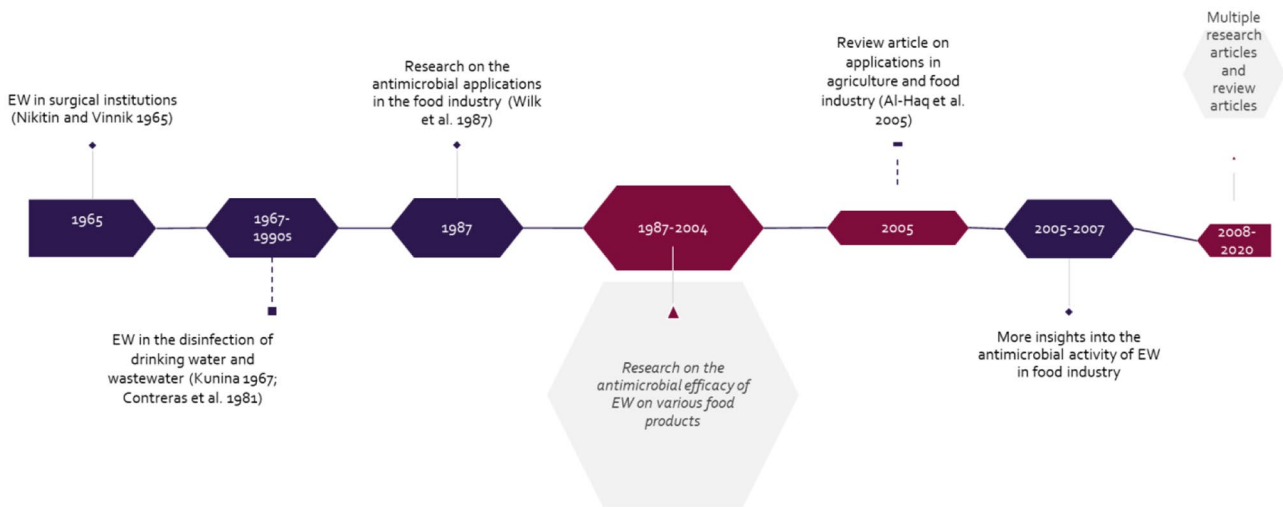 EW in surgical institutions
(Nikitin and Vinnik 1965)
1965
1967-
1990s
EW in the disinfection of
drinking water and
wastewater (Kunina 1967;
Contreras et al. 1981)
Research on the
antimicrobial applications
in the food industry (Wilk
et al. 1987)
1987
1987-2004
Research on the
antimicrobial efficacy of
EW on various food
products
Review article on
applications in
agriculture and food
industry (Al-Haq et al.
2005)
2005
2005-2007
More insights into the
antimicrobial activity of EW
in food industry
Multiple
research
articles
and
review
articles
2008-
2020